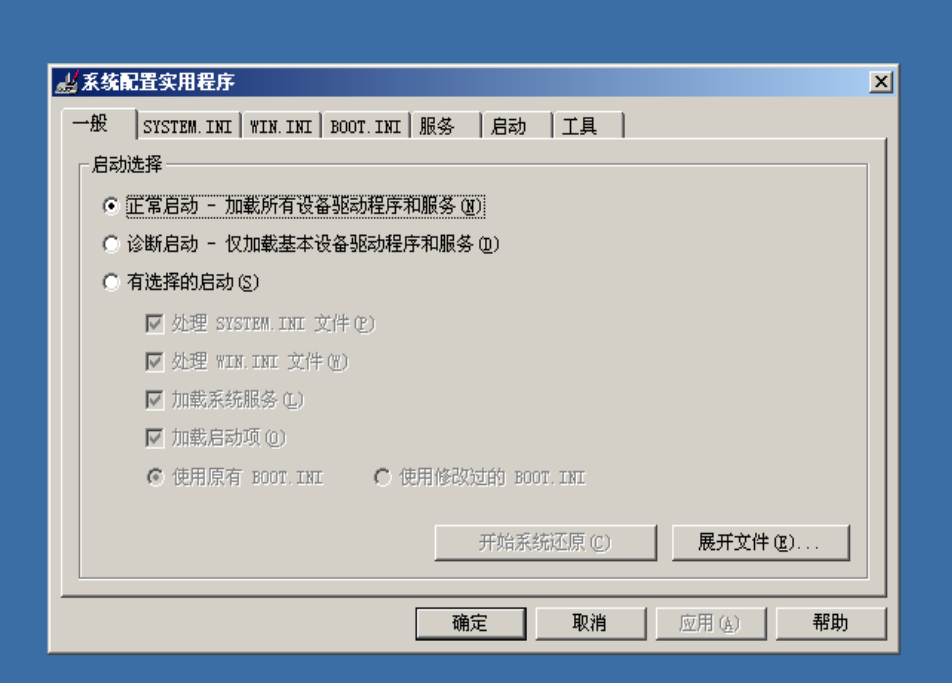 系统配置实用程序
一般 SYSTEM.INI WIN.INI BOOT.INI 服务 启动 工具
启动选择
正常启动 - 加载所有设备驱动程序和服务(N)
诊断启动 - 仅加载基本设备驱动程序和服务(D)
有选择的启动(S)
处理 SYSTEM.INI 文件(P)
处理 WIN.INI 文件(W)
加载系统服务(L)
加载启动项(O)
使用原有 BOOT.INI 使用修改过的 BOOT.INI
开始系统还原(C) 展开文件(E)...
确定 取消 应用(A) 帮助